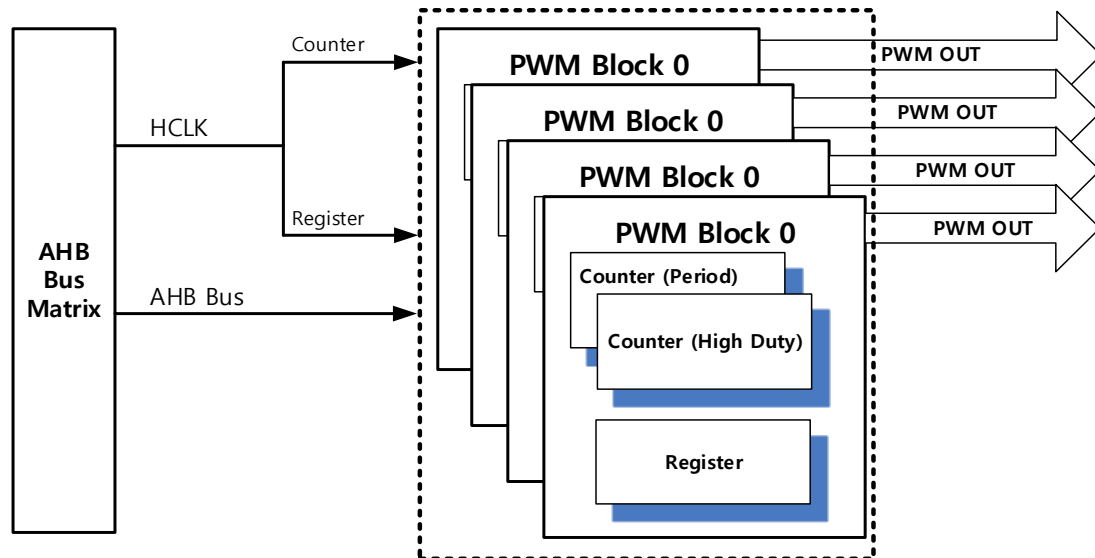 AHB
Bus
Matrix
HCLK
AHB Bus
Counter
Register
PWM Block 0
PWM Block 0
PWM Block 0
PWM Block 0
Counter (Period)
Counter (High Duty)
Register
PWM OUT
PWM OUT
PWM OUT
PWM OUT